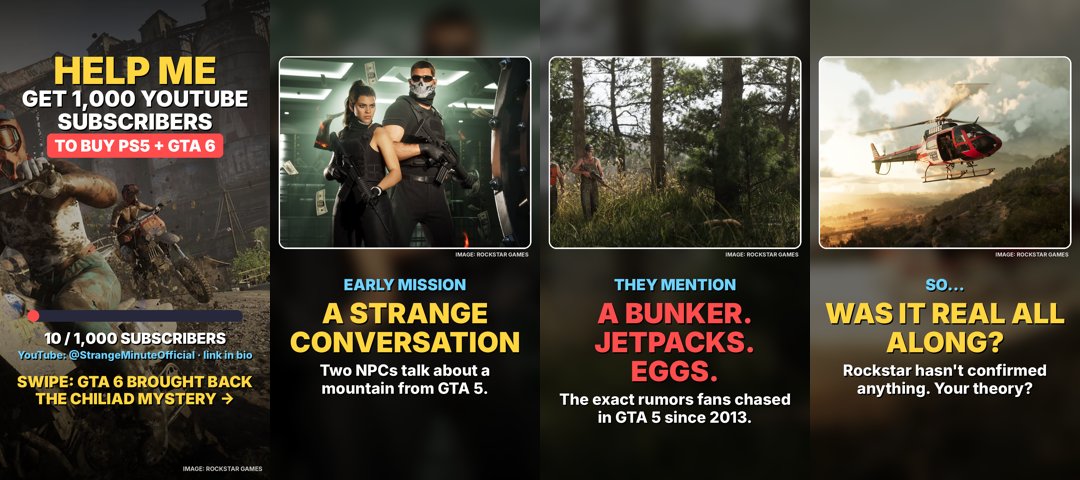 HELP ME
GET 1,000 YOUTUBE
SUBSCRIBERS
TO BUY PS5 + GTA 6
10 / 1,000 SUBSCRIBERS
YouTube: @StrangeMinuteOfficial · link in bio
SWIPE: GTA 6 BROUGHT BACK
THE CHILIAD MYSTERY →
IMAGE: ROCKSTAR GAMES
IMAGE: ROCKSTAR GAMES
EARLY MISSION
A STRANGE
CONVERSATION
Two NPCs talk about a
mountain from GTA 5.
IMAGE: ROCKSTAR GAMES
THEY MENTION
A BUNKER.
JETPACKS.
EGGS.
The exact rumors fans chased
in GTA 5 since 2013.
IMAGE: ROCKSTAR GAMES
SO...
WAS IT REAL ALL
ALONG?
Rockstar hasn't confirmed
anything. Your theory?